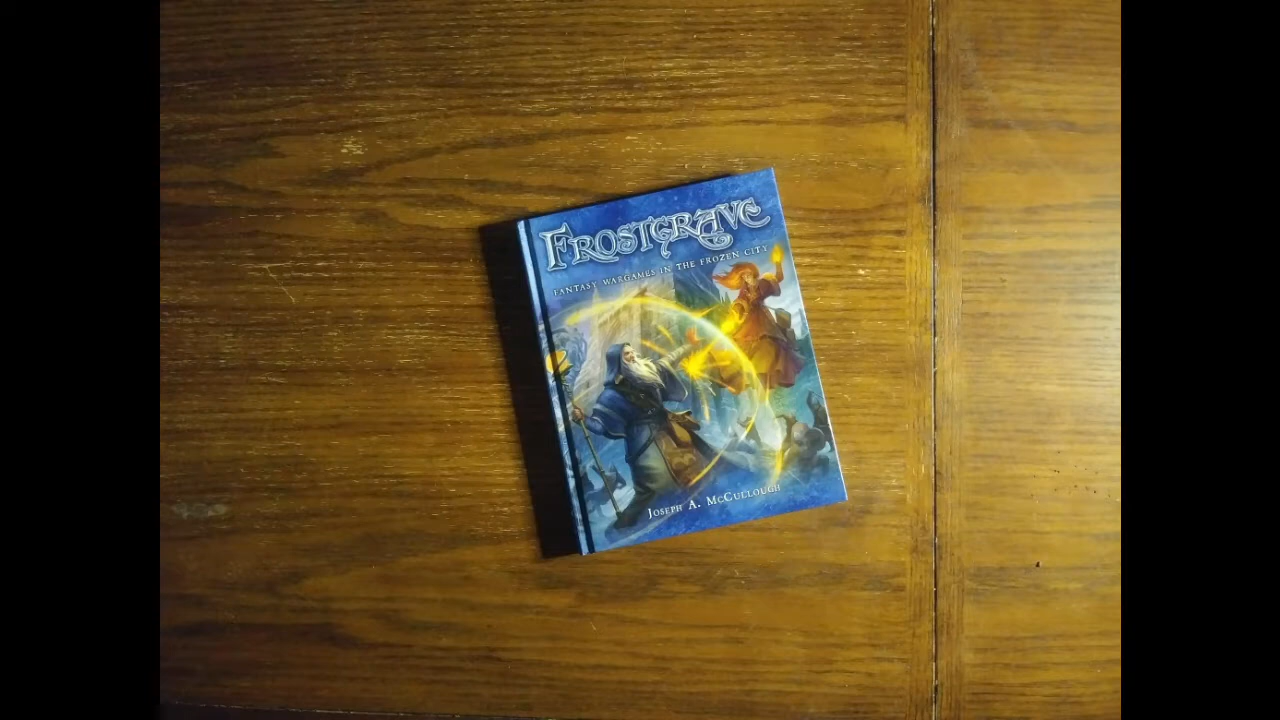 FROSTGRAVE
FANTASY WARGAMES IN THE FROZEN CITY
JOSEPH A. MCCULLOUGH